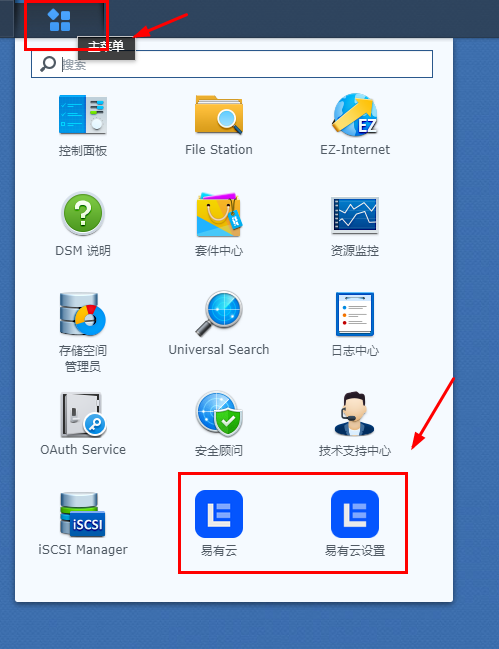 主菜单
搜索
控制面板
File Station
EZ
EZ-Internet
?
DSM 说明
套件中心
资源监控
存储空间
管理员
Universal Search
日志中心
OAuth Service
安全顾问
技术支持中心
iSCSI
iSCSI Manager
易有云
易有云设置